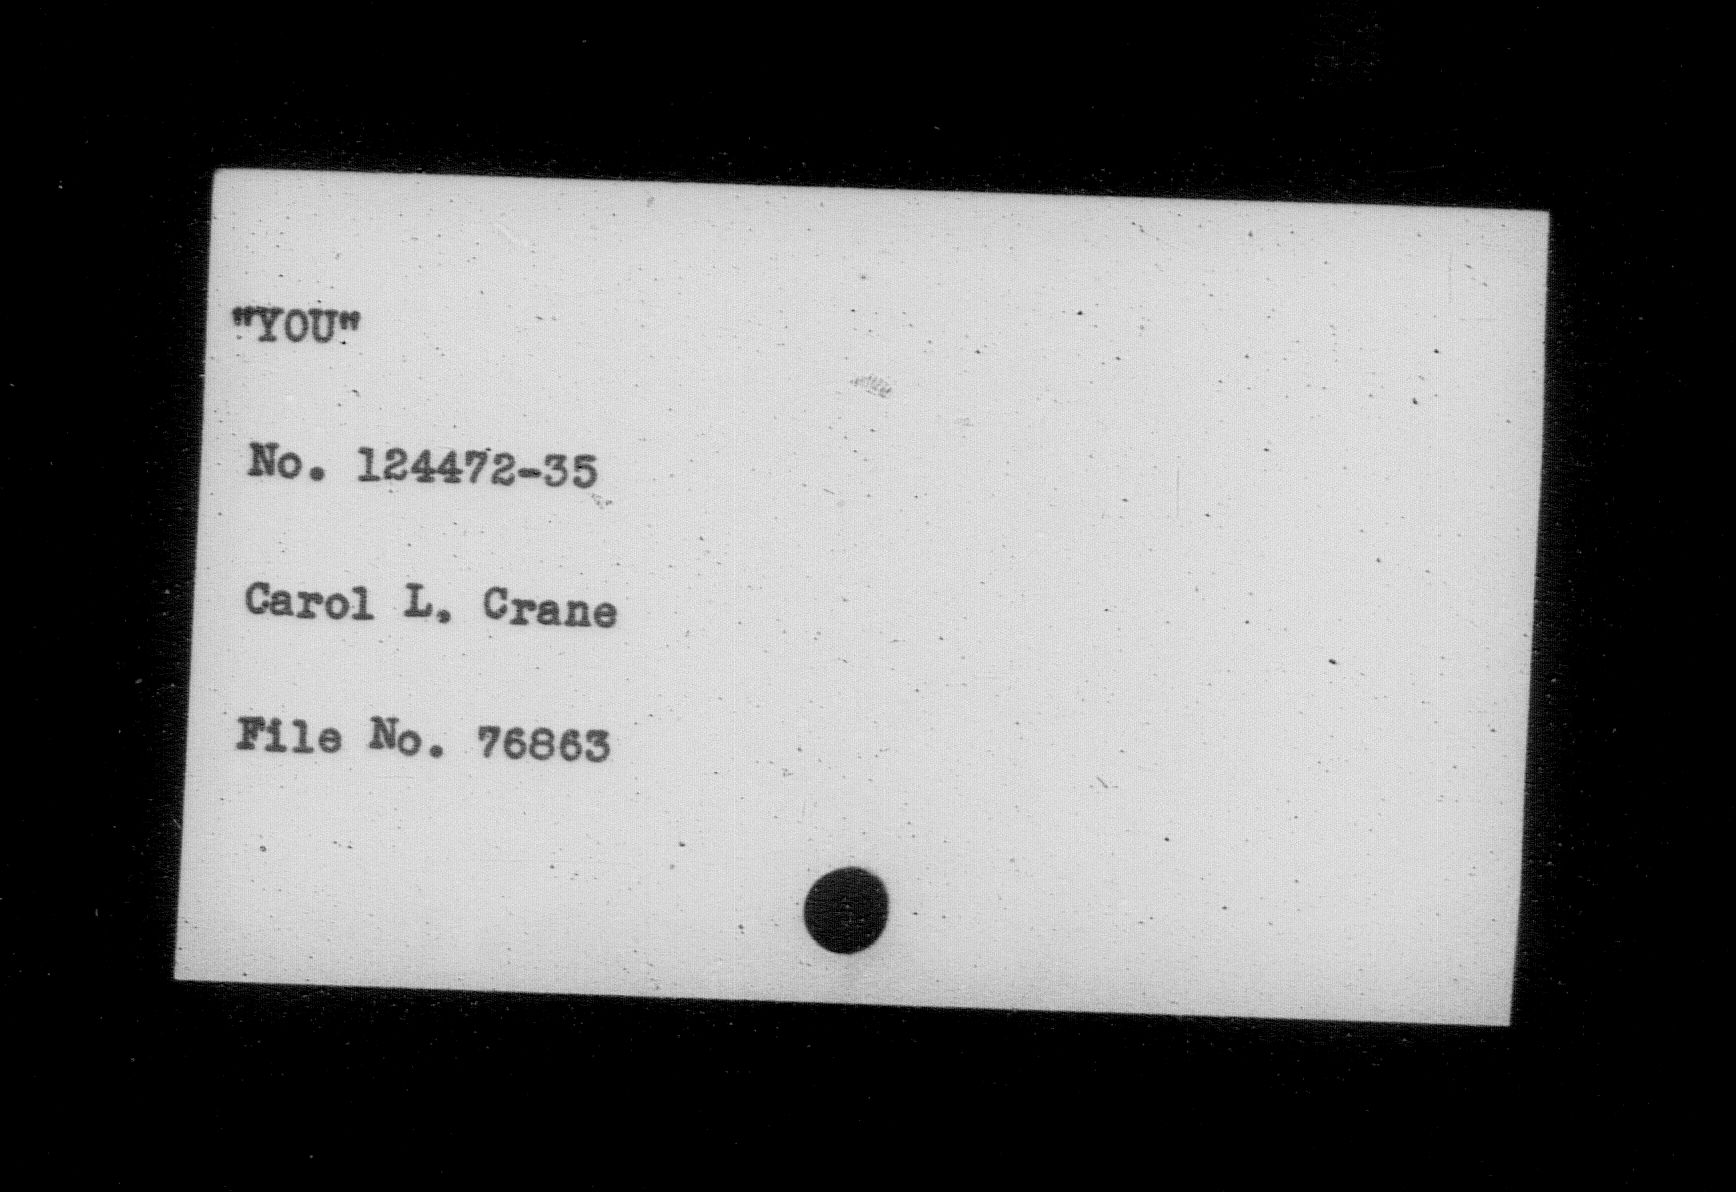 "YOU"
No. 124472-35
Carol L. Crane
File No. 76863